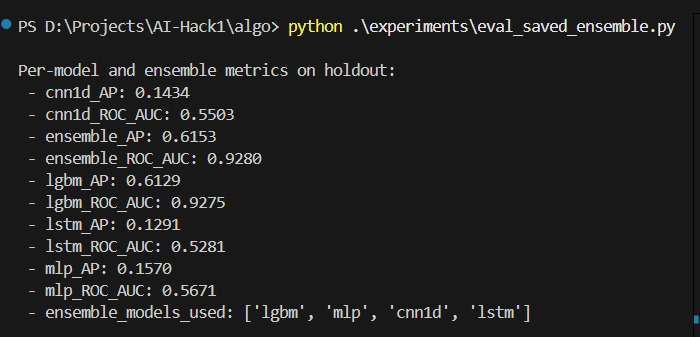 PS D:\Projects\AI-Hack1\algo> python .\experiments\eval_saved_ensemble.py
Per-model and ensemble metrics on holdout:
- cnn1d_AP: 0.1434
- cnn1d_ROC_AUC: 0.5503
- ensemble_AP: 0.6153
- ensemble_ROC_AUC: 0.9280
- lgbm_AP: 0.6129
- lgbm_ROC_AUC: 0.9275
- lstm_AP: 0.1291
- lstm_ROC_AUC: 0.5281
- mlp_AP: 0.1570
- mlp_ROC_AUC: 0.5671
- ensemble_models_used: ['lgbm', 'mlp', 'cnn1d', 'lstm']